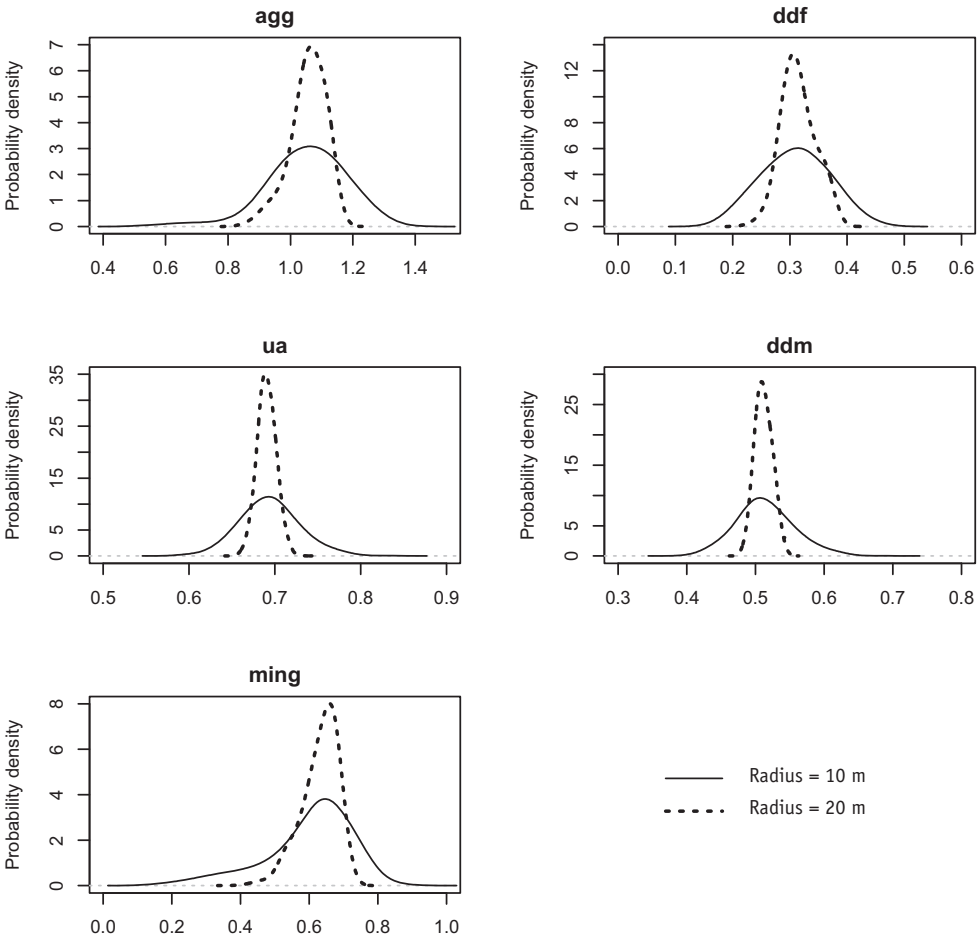 agg
Probability density
0 1 2 3 4 5 6 7
0.4 0.6 0.8 1.0 1.2 1.4
ddf
Probability density
0 2 4 6 8 12
0.0 0.1 0.2 0.3 0.4 0.5 0.6
ua
Probability density
0 5 15 25 35
0.5 0.6 0.7 0.8 0.9
ddm
Probability density
0 5 15 25
0.3 0.4 0.5 0.6 0.7 0.8
ming
Probability density
0 2 4 6 8
0.0 0.2 0.4 0.6 0.8 1.0
Radius = 10 m
Radius = 20 m